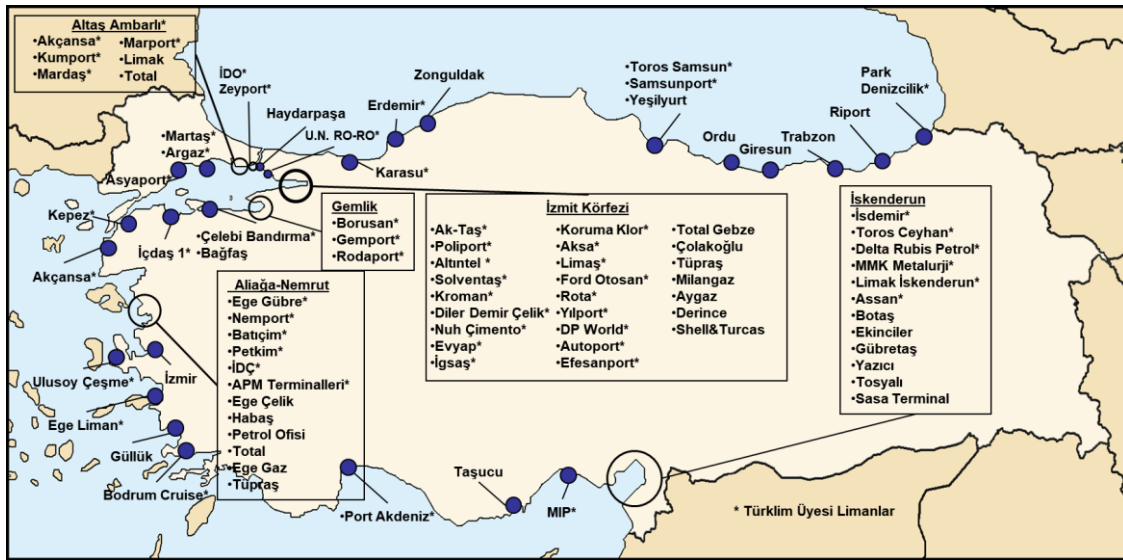 Altaş Ambarlı*
•Akçansa* •Marport*
•Kumport* •Limak
•Mardaş* •Total
İDO*
Zeyport*
Haydarpaşa
U.N. RO-RO*
•Martaş*
•Argaz*
•Asyaport*
Karasu*
Erdemir*
Zonguldak
•Toros Samsun*
•Samsunport*
•Yeşilyurt
Ordu
Giresun
Trabzon
Riport
Park
Denizcilik*
Kepez*
Akçansa*
İçdaş 1*
•Çelebi Bandırma*
•Bağfaş
Gemlik
•Borusan*
•Gemport*
•Rodaport*
İzmit Körfezi
•Ak-Taş* •Koruma Klor* •Total Gebze
•Poliport* •Aksa* •Çolakoğlu
•Altıntel * •Limaş* •Tüpraş
•Solventaş* •Ford Otosan* •Milangaz
•Kroman* •Rota* •Aygaz
•Diler Demir Çelik* •Yılport* •Derince
•Nuh Çimento* •DP World* •Shell&Turcas
•Evyap* •Autoport*
•İgsaş* •Efesanport*
İskenderun
•İsdemir*
•Toros Ceyhan*
•Delta Rubis Petrol*
•MMK Metalurji*
•Limak İskenderun*
•Assan*
•Botaş
•Ekinciler
•Gübretaş
•Yazıcı
•Tosyalı
•Sasa Terminal
Aliağa-Nemrut
•Ege Gübre*
•Nemport*
•Batıçim*
•Petkim*
•İDÇ*
•APM Terminalleri*
•Ege Çelik
•Habaş
•Petrol Ofisi
•Total
•Ege Gaz
•Tüpraş
İzmir
Ulusoy Çeşme*
Ege Liman*
Güllük
Bodrum Cruise*
•Port Akdeniz*
Taşucu
MIP*
* Türklim Üyesi Limanlar